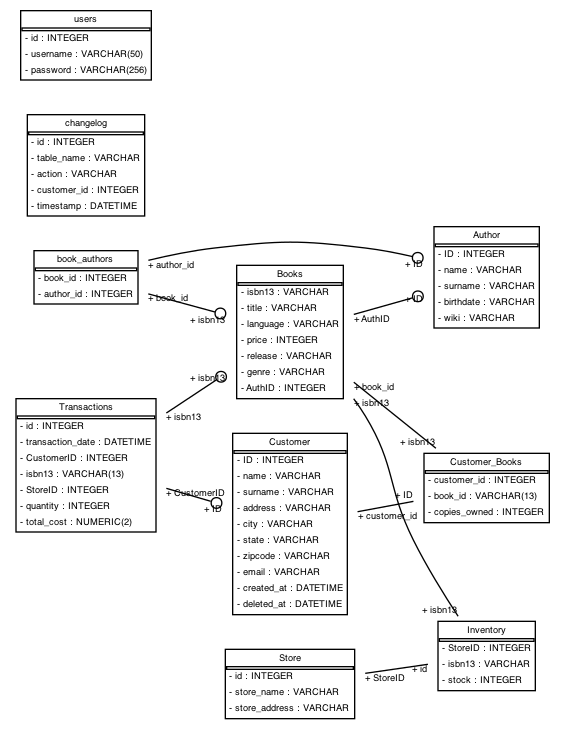 users
- id : INTEGER
- username : VARCHAR(50)
- password : VARCHAR(256)
changelog
- id : INTEGER
- table_name : VARCHAR
- action : VARCHAR
- customer_id : INTEGER
- timestamp : DATETIME
book_authors
- book_id : INTEGER
- author_id : INTEGER
+ author_id
+ ID
+ book_id
+ isbn13
Author
- ID : INTEGER
- name : VARCHAR
- surname : VARCHAR
- birthdate : VARCHAR
- wiki : VARCHAR
Books
- isbn13 : VARCHAR
- title : VARCHAR
- language : VARCHAR
- price : INTEGER
- release : VARCHAR
- genre : VARCHAR
- AuthID : INTEGER
+ ID
+ AuthID
+ isbn13
+ isbn13
+ book_id
+ isbn13
+ isbn13
Transactions
- id : INTEGER
- transaction_date : DATETIME
- CustomerID : INTEGER
- isbn13 : VARCHAR(13)
- StoreID : INTEGER
- quantity : INTEGER
- total_cost : NUMERIC(2)
+ CustomerID
+ ID
Customer
- ID : INTEGER
- name : VARCHAR
- surname : VARCHAR
- address : VARCHAR
- city : VARCHAR
- state : VARCHAR
- zipcode : VARCHAR
- email : VARCHAR
- created_at : DATETIME
- deleted_at : DATETIME
+ ID
+ customer_id
Customer_Books
- customer_id : INTEGER
- book_id : VARCHAR(13)
- copies_owned : INTEGER
+ isbn13
Inventory
- StoreID : INTEGER
- isbn13 : VARCHAR
- stock : INTEGER
Store
- id : INTEGER
- store_name : VARCHAR
- store_address : VARCHAR
+ StoreID
+ id